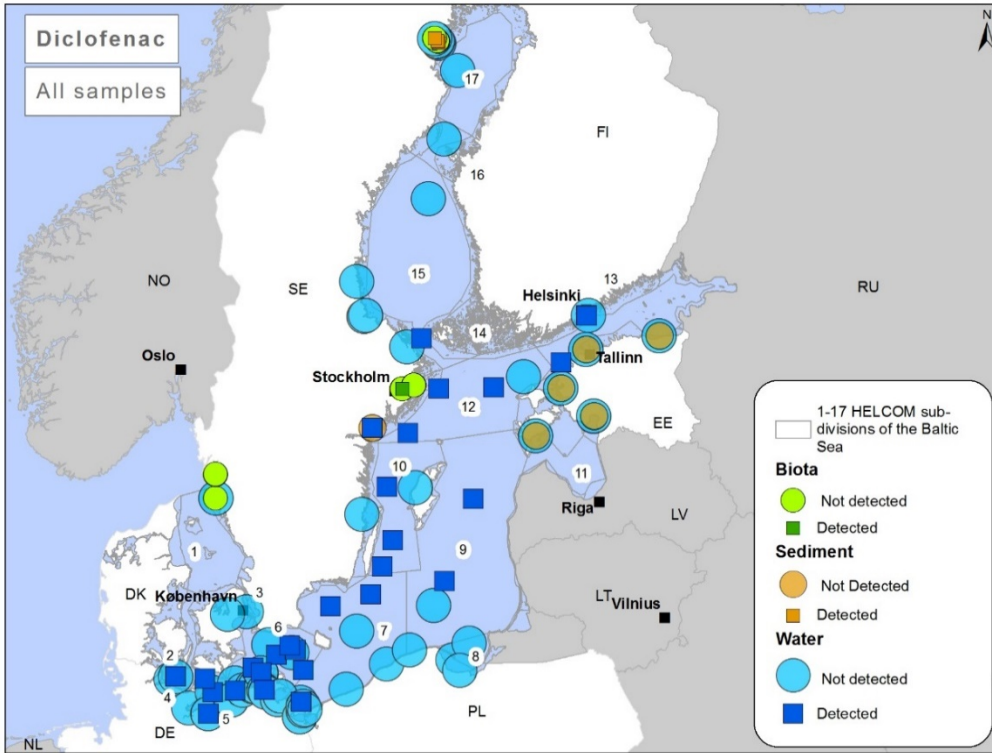 Diclofenac
All samples
N
17
FI
16
NO
SE
15
13
RU
Helsinki
14
Oslo
Tallinn
Stockholm
12
EE
10
11
Riga
LV
1
9
DK
København
3
LT
Vilnius
6
7
2
8
4
5
DE
PL
NL
1-17 HELCOM sub-
divisions of the Baltic
Sea
Biota
Not detected
Detected
Sediment
Not Detected
Detected
Water
Not detected
Detected